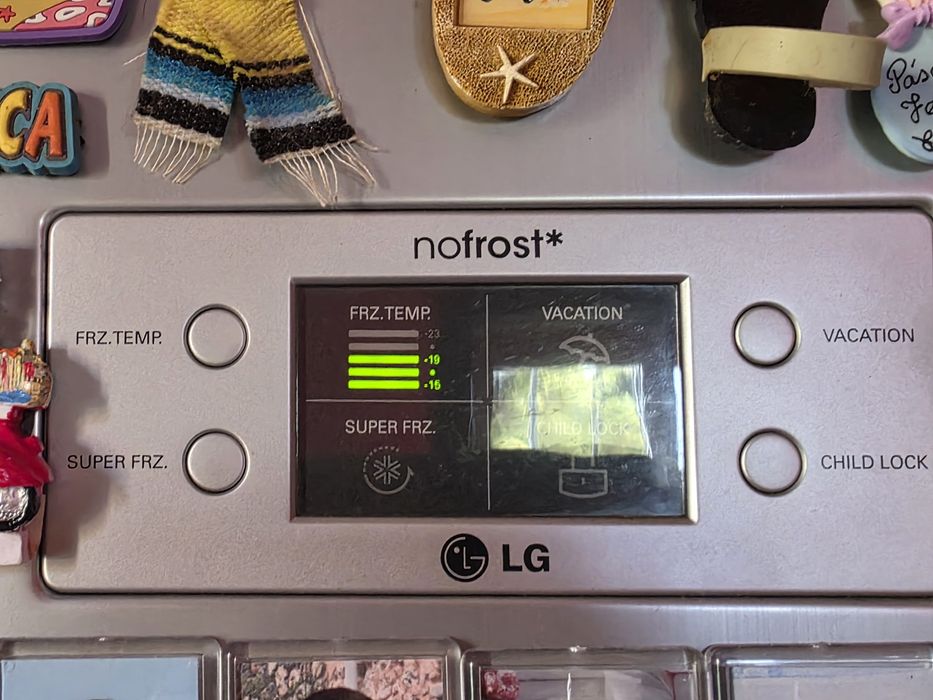 CA
nofrost*
FRZ.TEMP.
FRZ.TEMP.
-23
-19
-15
VACATION
VACATION
SUPER FRZ.
SUPER FRZ.
CHILD LOCK
CHILD LOCK
LG